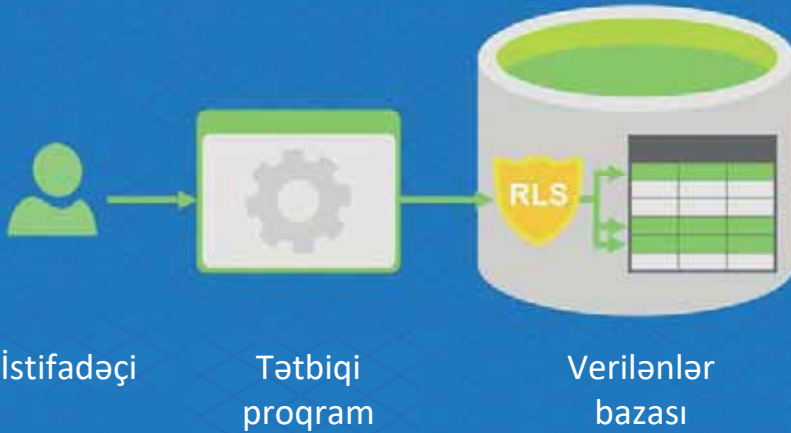 RLS
İstifadəçi
Tətbiqi
proqram
Verilənlər
bazası